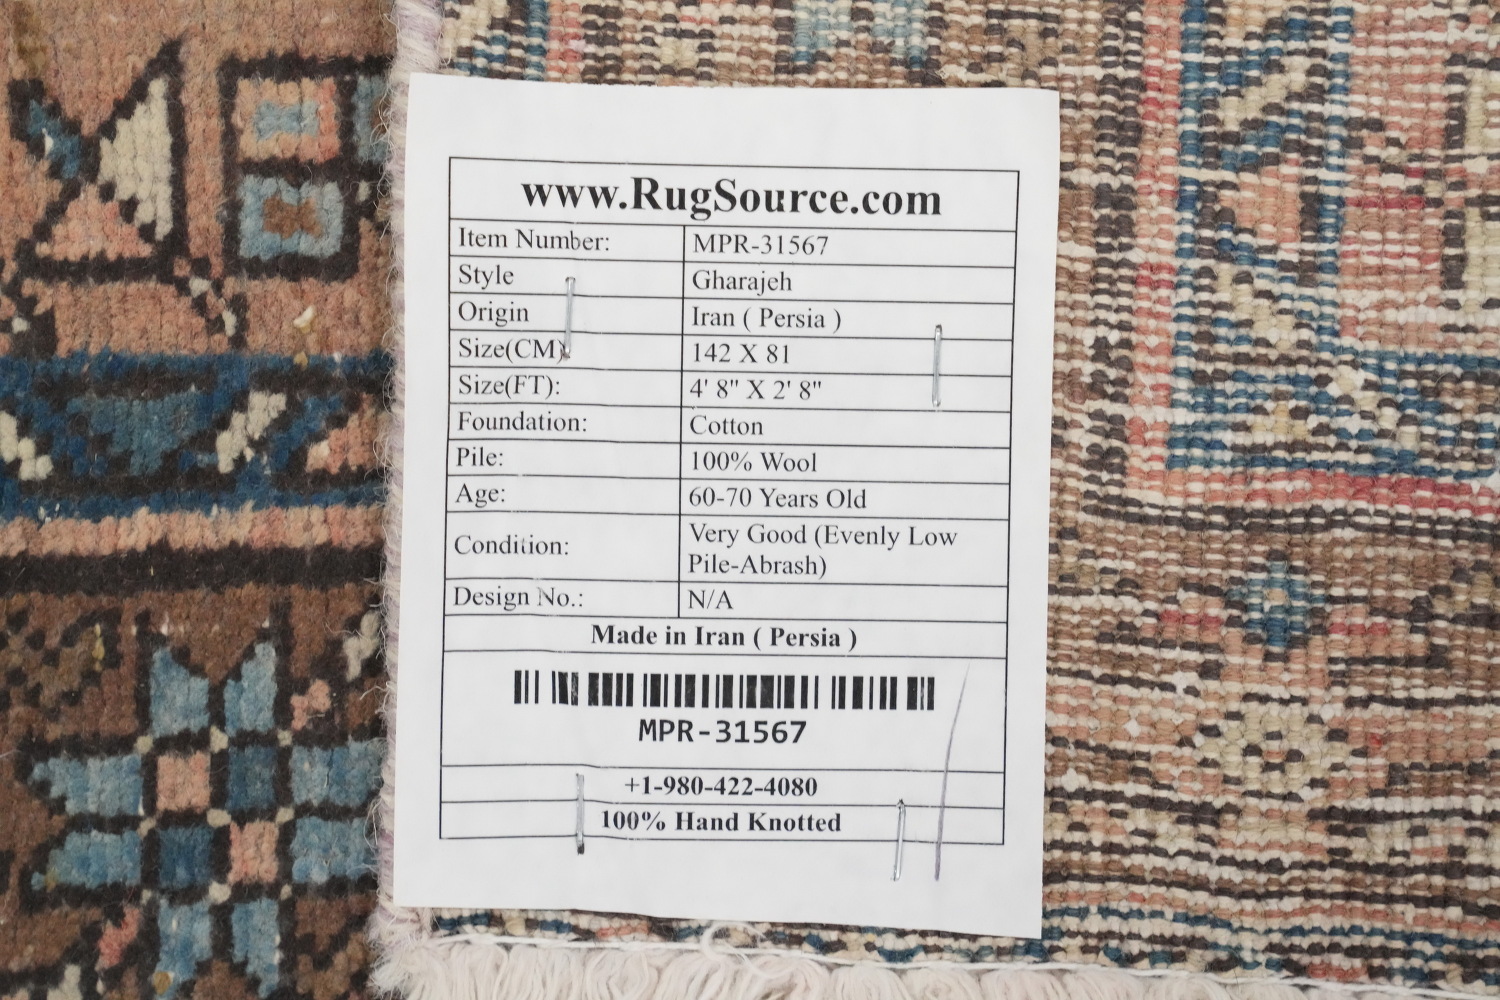 www.RugSource.com
Item Number: MPR-31567
Style Gharajeh
Origin Iran ( Persia )
Size(CM): 142 X 81
Size(FT): 4' 8" X 2' 8"
Foundation: Cotton
Pile: 100% Wool
Age: 60-70 Years Old
Condition: Very Good (Evenly Low
Pile-Abrash)
Design No.: N/A
Made in Iran ( Persia )
MPR-31567
+1-980-422-4080
100% Hand Knotted